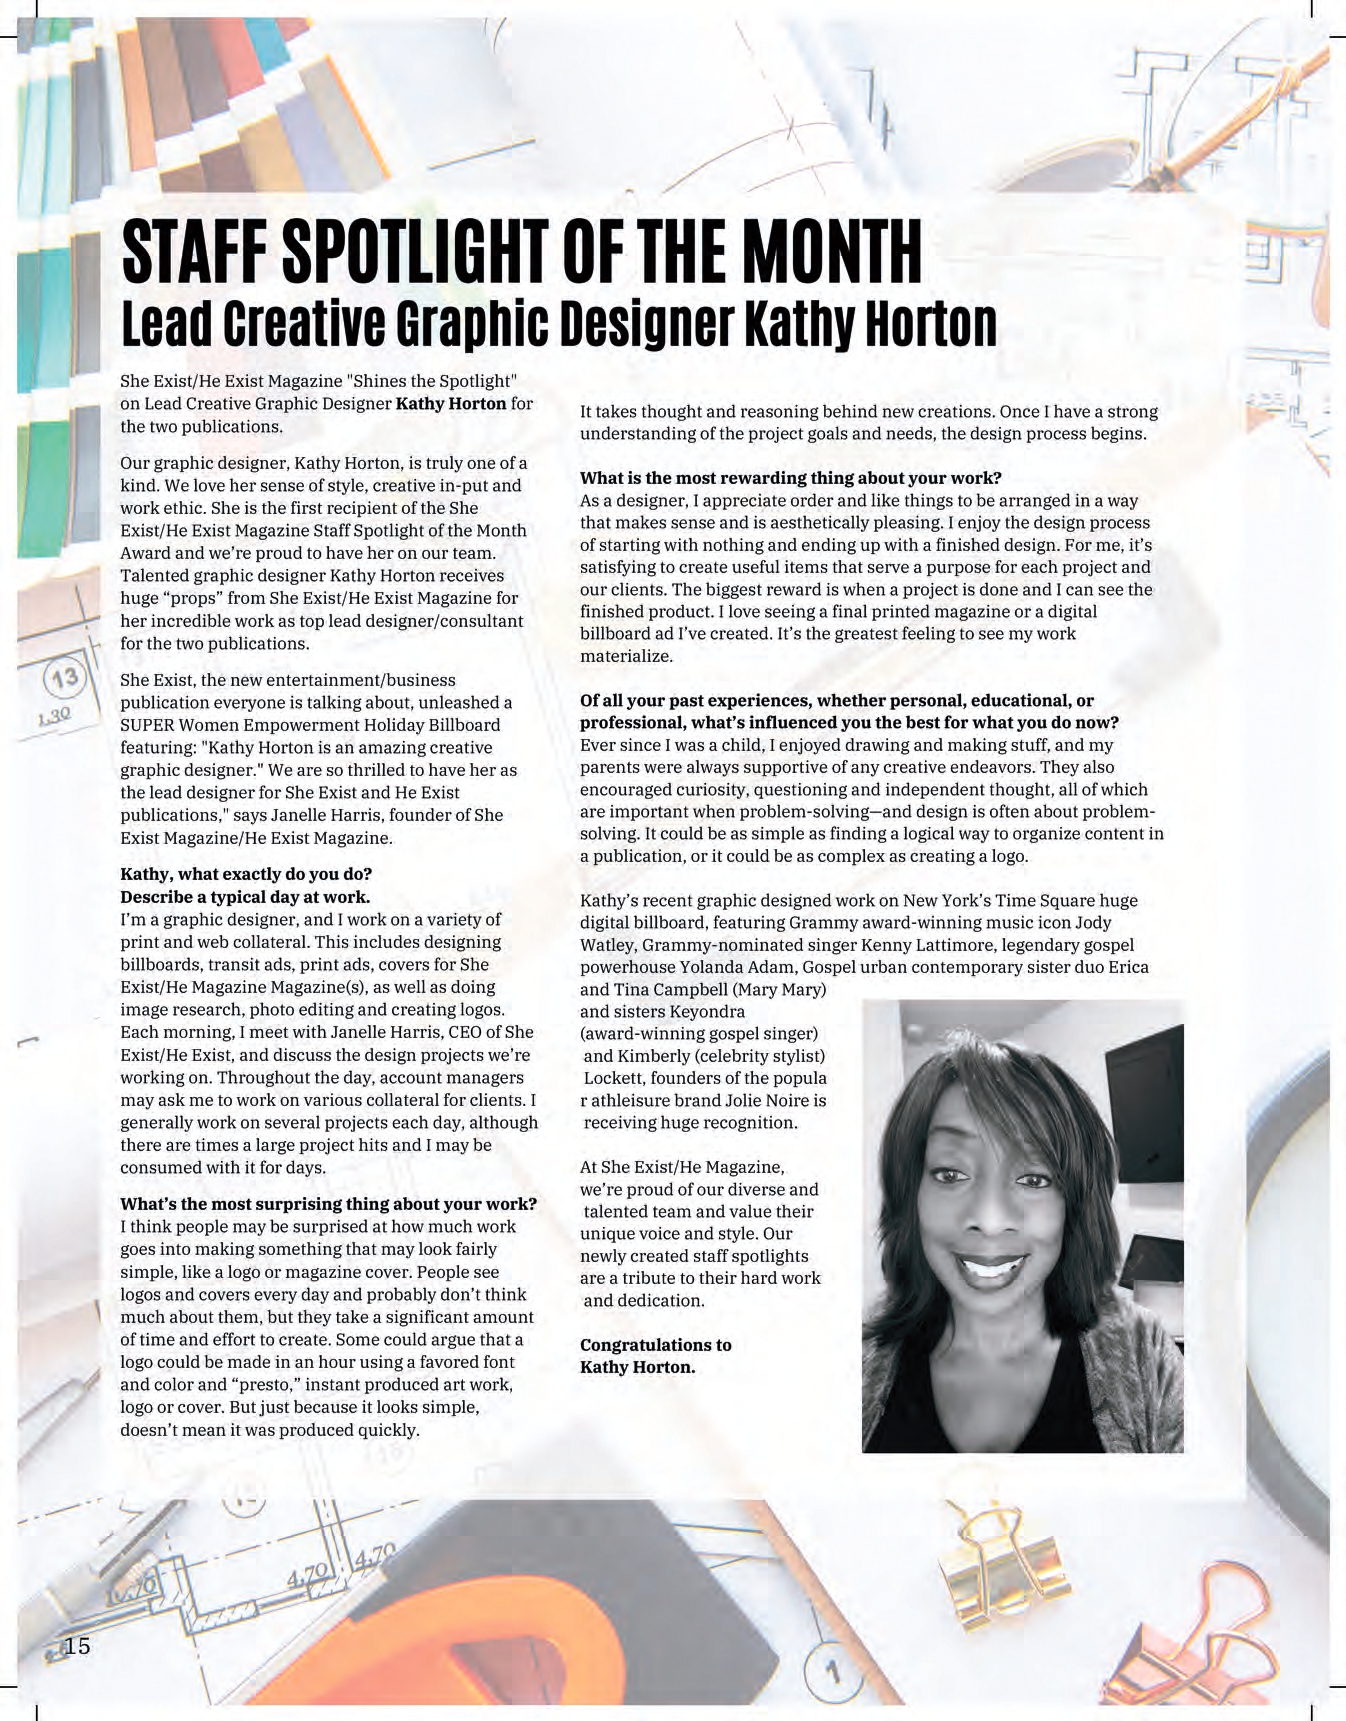 STAFF SPOTLIGHT OF THE MONTH
Lead Creative Graphic Designer Kathy Horton
She Exist/He Exist Magazine "Shines the Spotlight"
on Lead Creative Graphic Designer Kathy Horton for
the two publications.
Our graphic designer, Kathy Horton, is truly one of a
kind. We love her sense of style, creative in-put and
work ethic. She is the first recipient of the She
Exist/He Exist Magazine Staff Spotlight of the Month
Award and we’re proud to have her on our team.
Talented graphic designer Kathy Horton receives
huge “props” from She Exist/He Exist Magazine for
her incredible work as top lead designer/consultant
for the two publications.
She Exist, the new entertainment/business
publication everyone is talking about, unleashed a
SUPER Women Empowerment Holiday Billboard
featuring: "Kathy Horton is an amazing creative
graphic designer." We are so thrilled to have her as
the lead designer for She Exist and He Exist
publications," says Janelle Harris, founder of She
Exist Magazine/He Exist Magazine.
Kathy, what exactly do you do?
Describe a typical day at work.
I’m a graphic designer, and I work on a variety of
print and web collateral. This includes designing
billboards, transit ads, print ads, covers for She
Exist/He Magazine Magazine(s), as well as doing
image research, photo editing and creating logos.
Each morning, I meet with Janelle Harris, CEO of She
Exist/He Exist, and discuss the design projects we’re
working on. Throughout the day, account managers
may ask me to work on various collateral for clients. I
generally work on several projects each day, although
there are times a large project hits and I may be
consumed with it for days.
What’s the most surprising thing about your work?
I think people may be surprised at how much work
goes into making something that may look fairly
simple, like a logo or magazine cover. People see
logos and covers every day and probably don’t think
much about them, but they take a significant amount
of time and effort to create. Some could argue that a
logo could be made in an hour using a favored font
and color and “presto,” instant produced art work,
logo or cover. But just because it looks simple,
doesn’t mean it was produced quickly.
It takes thought and reasoning behind new creations. Once I have a strong
understanding of the project goals and needs, the design process begins.
What is the most rewarding thing about your work?
As a designer, I appreciate order and like things to be arranged in a way
that makes sense and is aesthetically pleasing. I enjoy the design process
of starting with nothing and ending up with a finished design. For me, it’s
satisfying to create useful items that serve a purpose for each project and
our clients. The biggest reward is when a project is done and I can see the
finished product. I love seeing a final printed magazine or a digital
billboard ad I’ve created. It’s the greatest feeling to see my work
materialize.
Of all your past experiences, whether personal, educational, or
professional, what’s influenced you the best for what you do now?
Ever since I was a child, I enjoyed drawing and making stuff, and my
parents were always supportive of any creative endeavors. They also
encouraged curiosity, questioning and independent thought, all of which
are important when problem-solving—and design is often about problem-
solving. It could be as simple as finding a logical way to organize content in
a publication, or it could be as complex as creating a logo.
Kathy’s recent graphic designed work on New York’s Time Square huge
digital billboard, featuring Grammy award-winning music icon Jody
Watley, Grammy-nominated singer Kenny Lattimore, legendary gospel
powerhouse Yolanda Adam, Gospel urban contemporary sister duo Erica
and Tina Campbell (Mary Mary)
and sisters Keyondra
(award-winning gospel singer)
and Kimberly (celebrity stylist)
Lockett, founders of the popula
r athleisure brand Jolie Noire is
receiving huge recognition.
At She Exist/He Magazine,
we’re proud of our diverse and
talented team and value their
unique voice and style. Our
newly created staff spotlights
are a tribute to their hard work
and dedication.
Congratulations to
Kathy Horton.
13
1.30
4.70
4.70
1
15